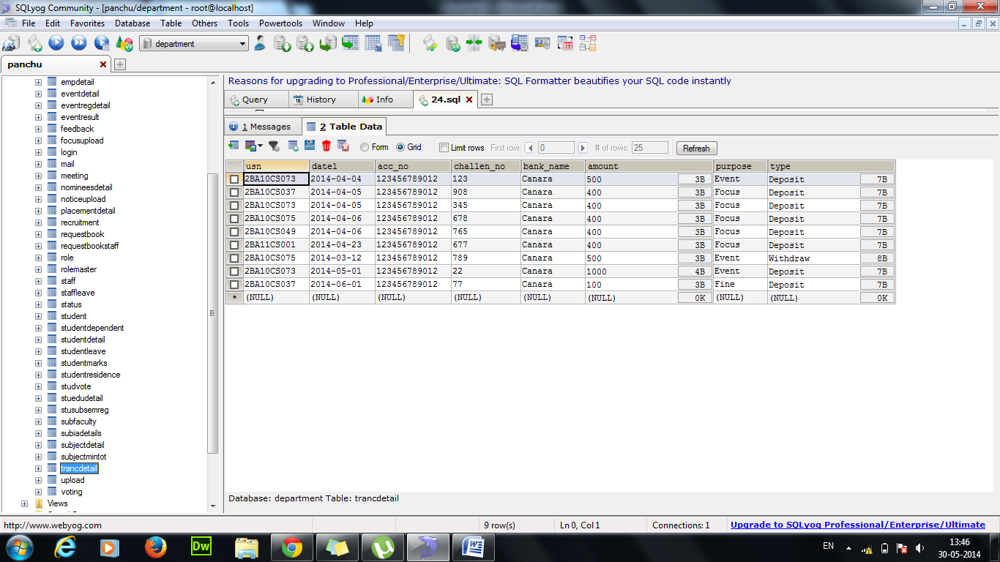 SQLyog Community - [panchu/department - root@localhost]
File Edit Favorites Database Table Others Tools Powertools Window Help
department
panchu
empdetail
eventdetail
eventregdetail
eventresult
feedback
focusupload
login
mail
meeting
nomineesdetail
noticeupload
placementdetail
recruitment
requestbook
requestbookstaff
role
rolemaster
staff
staffleave
status
student
studentdependent
studentdetail
studentleave
studentmarks
studentresidence
studvote
stuedudetail
stusubsemreg
subfaculty
subiadetails
subjectdetail
subjectmintot
trancdetail
upload
voting
Views
Reasons for upgrading to Professional/Enterprise/Ultimate: SQL Formatter beautifies your SQL code instantly
Query History Info 24.sql
1 Messages 2 Table Data
Form Grid Limit rows First row: 0 # of rows: 25 Refresh
usn date1 acc_no challen_no bank_name amount purpose type
2BA10CS073 2014-04-04 123456789012 123 Canara 500 3B Event Deposit 7B
2BA10CS037 2014-04-05 123456789012 908 Canara 400 3B Focus Deposit 7B
2BA10CS073 2014-04-05 123456789012 345 Canara 400 3B Focus Deposit 7B
2BA10CS075 2014-04-06 123456789012 678 Canara 400 3B Focus Deposit 7B
2BA10CS049 2014-04-06 123456789012 765 Canara 400 3B Focus Deposit 7B
2BA11CS001 2014-04-23 123456789012 677 Canara 400 3B Focus Deposit 7B
2BA10CS075 2014-03-12 123456789012 789 Canara 500 3B Event Withdraw 8B
2BA10CS073 2014-05-01 123456789012 22 Canara 1000 4B Event Deposit 7B
2BA10CS037 2014-06-01 123456789012 77 Canara 100 3B Fine Deposit 7B
* (NULL) (NULL) (NULL) (NULL) (NULL) (NULL) 0K (NULL) (NULL) 0K
Database: department Table: trancdetail
http://www.webyog.com 9 row(s) Ln 0, Col 1 Connections: 1 Upgrade to SQLyog Professional/Enterprise/Ultimate
Dw EN 13:46
30-05-2014